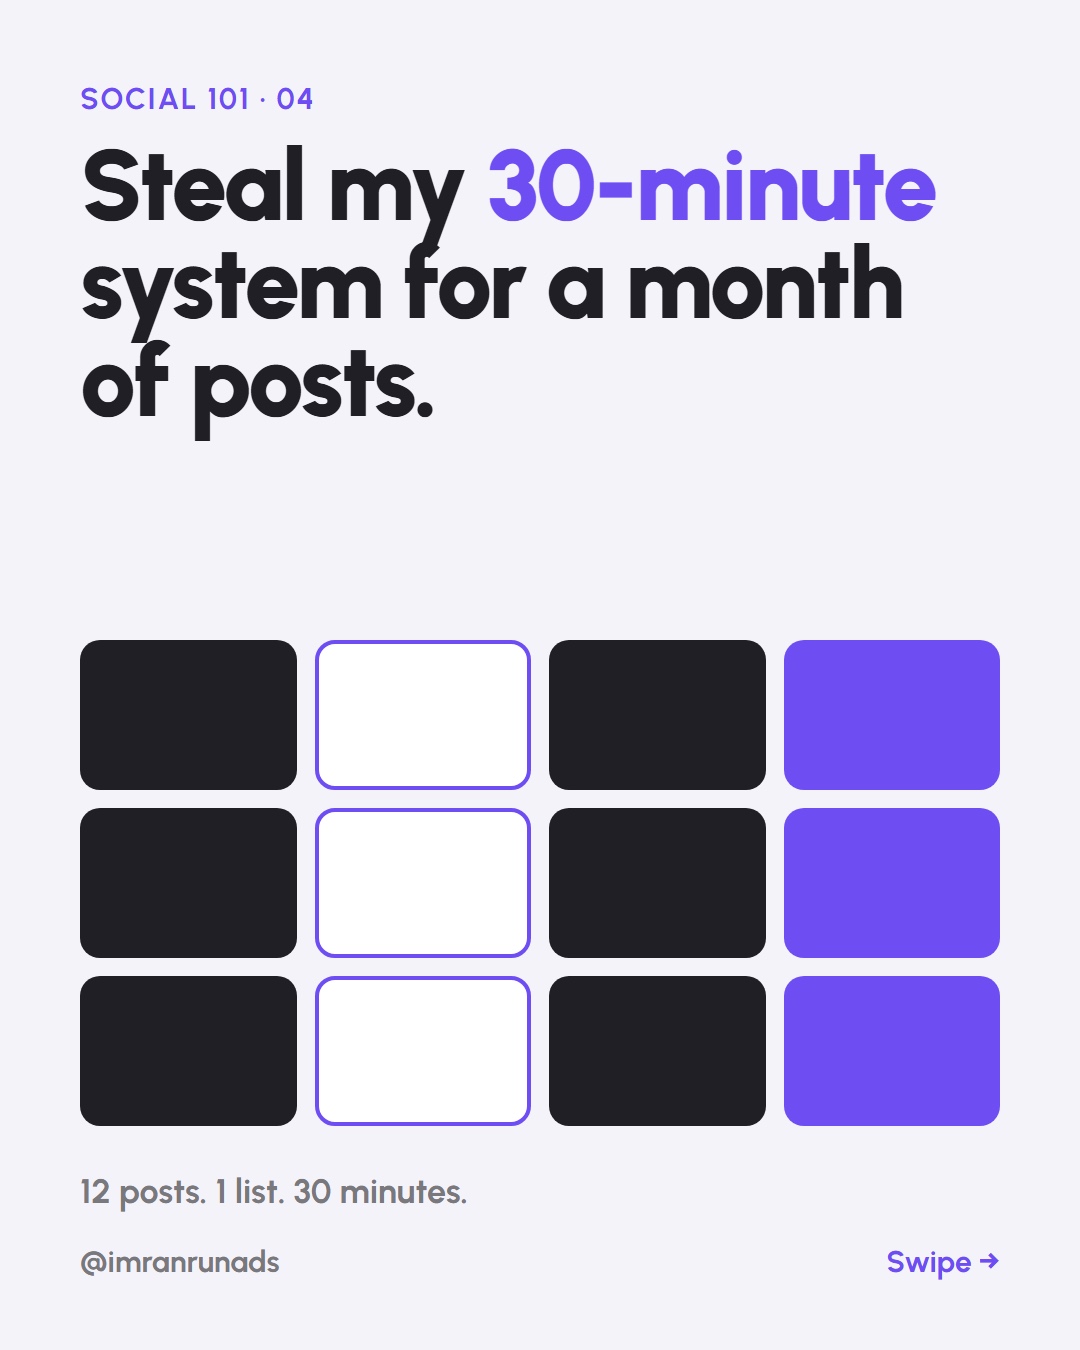 SOCIAL 101 · 04
Steal my 30-minute
system for a month
of posts.
12 posts. 1 list. 30 minutes.
@imranrunads
Swipe →